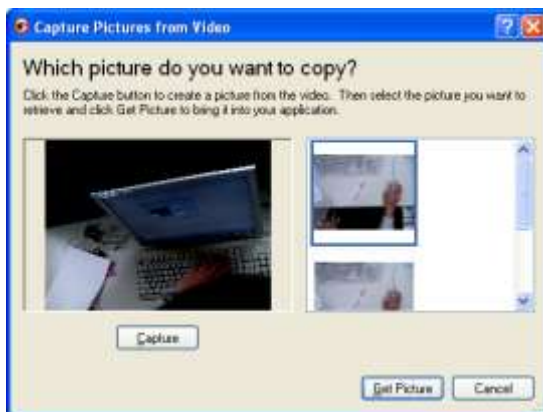 Capture Pictures from Video
Which picture do you want to copy?
Click the Capture button to create a picture from the video. Then select the picture you want to
retrieve and click Get Picture to bring it into your application.
Capture
Get Picture
Cancel